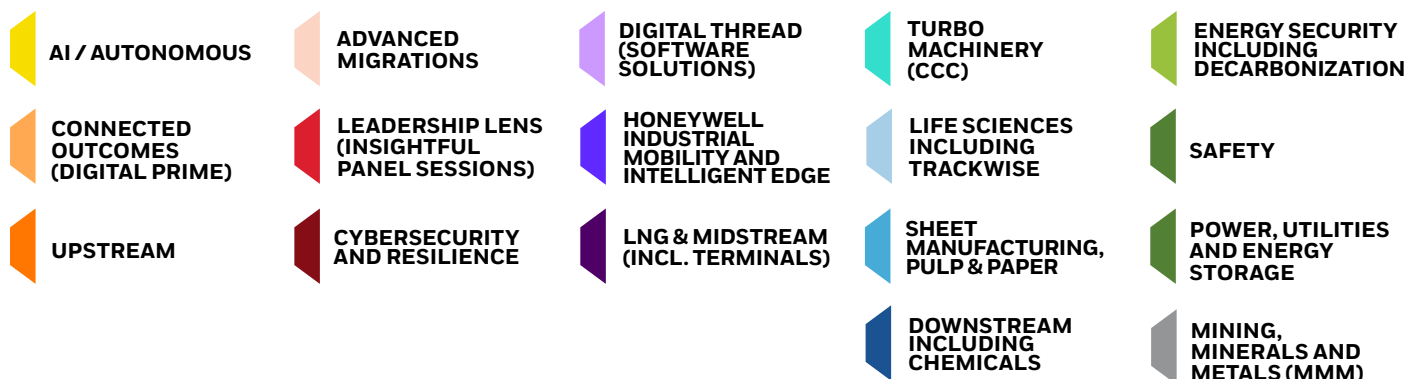 AI / AUTONOMOUS
ADVANCED
MIGRATIONS
DIGITAL THREAD
(SOFTWARE
SOLUTIONS)
TURBO
MACHINERY
(CCC)
ENERGY SECURITY
INCLUDING
DECARBONIZATION
CONNECTED
OUTCOMES
(DIGITAL PRIME)
LEADERSHIP LENS
(INSIGHTFUL
PANEL SESSIONS)
HONEYWELL
INDUSTRIAL
MOBILITY AND
INTELLIGENT EDGE
LIFE SCIENCES
INCLUDING
TRACKWISE
SAFETY
UPSTREAM
CYBERSECURITY
AND RESILIENCE
LNG & MIDSTREAM
(INCL. TERMINALS)
SHEET
MANUFACTURING,
PULP & PAPER
POWER, UTILITIES
AND ENERGY
STORAGE
DOWNSTREAM
INCLUDING
CHEMICALS
MINING,
MINERALS AND
METALS (MMM)